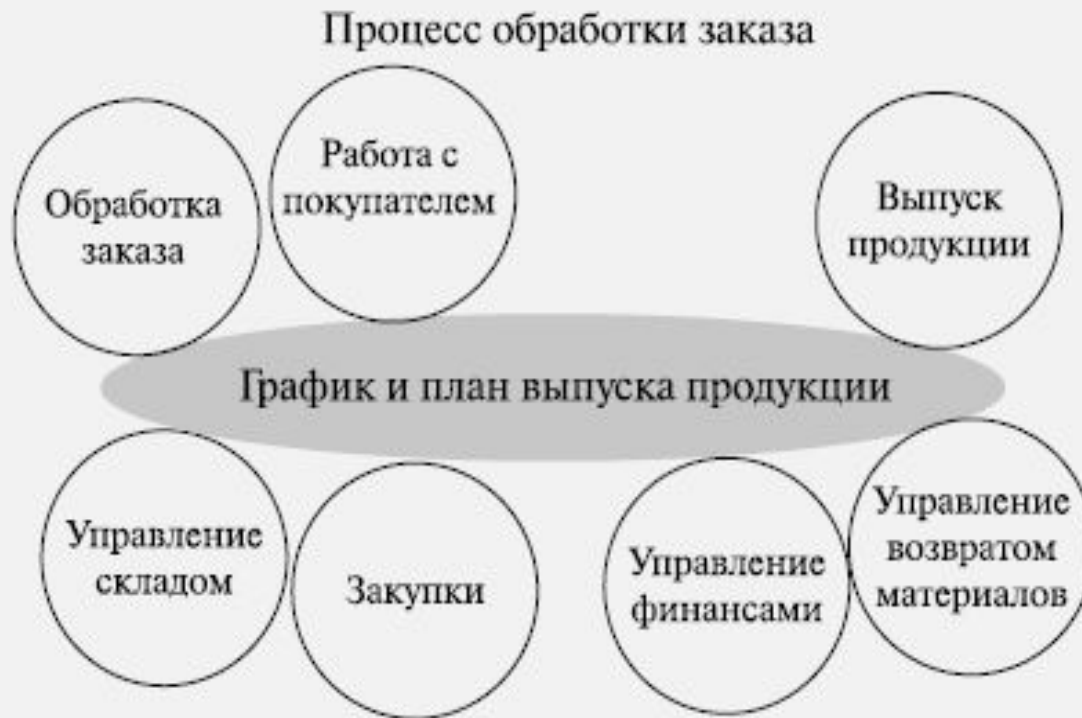 Процесс обработки заказа
Обработка
заказа
Работа с
покупателем
Выпуск
продукции
График и план выпуска продукции
Управление
складом
Закупки
Управление
финансами
Управление
возвратом
материалов